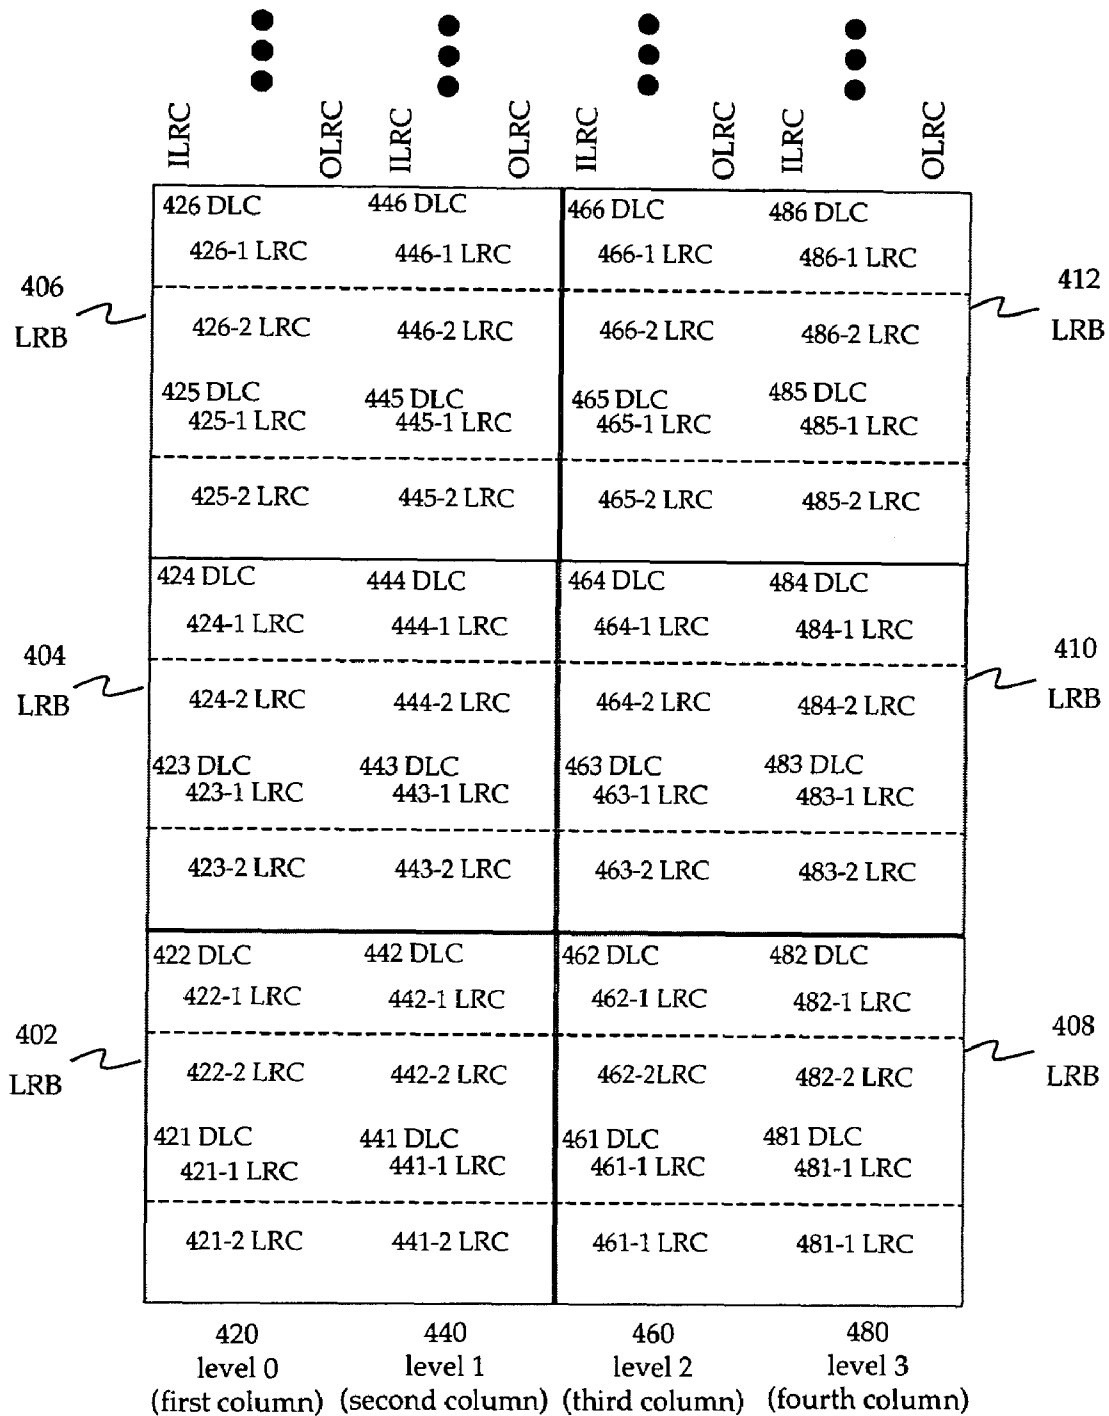 ILRC OLRC ILRC OLRC ILRC OLRC ILRC OLRC
426 DLC 446 DLC 466 DLC 486 DLC
426-1 LRC 446-1 LRC 466-1 LRC 486-1 LRC
406 412
LRB LRB
426-2 LRC 446-2 LRC 466-2 LRC 486-2 LRC
425 DLC 445 DLC 465 DLC 485 DLC
425-1 LRC 445-1 LRC 465-1 LRC 485-1 LRC
425-2 LRC 445-2 LRC 465-2 LRC 485-2 LRC
424 DLC 444 DLC 464 DLC 484 DLC
424-1 LRC 444-1 LRC 464-1 LRC 484-1 LRC
404 410
LRB LRB
424-2 LRC 444-2 LRC 464-2 LRC 484-2 LRC
423 DLC 443 DLC 463 DLC 483 DLC
423-1 LRC 443-1 LRC 463-1 LRC 483-1 LRC
423-2 LRC 443-2 LRC 463-2 LRC 483-2 LRC
422 DLC 442 DLC 462 DLC 482 DLC
422-1 LRC 442-1 LRC 462-1 LRC 482-1 LRC
402 408
LRB LRB
422-2 LRC 442-2 LRC 462-2LRC 482-2 LRC
421 DLC 441 DLC 461 DLC 481 DLC
421-1 LRC 441-1 LRC 461-1 LRC 481-1 LRC
421-2 LRC 441-2 LRC 461-1 LRC 481-1 LRC
420 440 460 480
level 0 level 1 level 2 level 3
(first column) (second column) (third column) (fourth column)